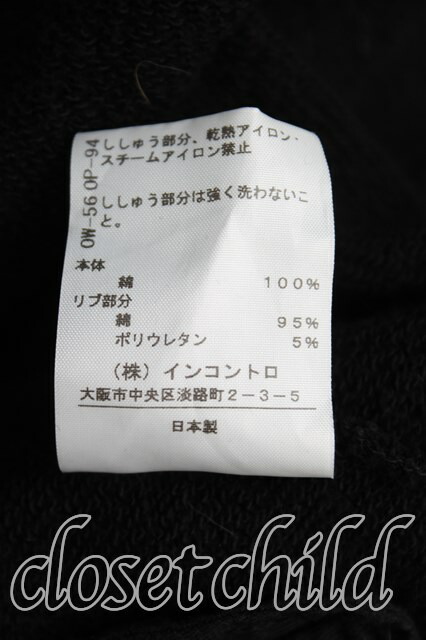 OW-56 OP-94
ししゅう部分、乾熱アイロン・
スチームアイロン禁止
ししゅう部分は強く洗わないこ
と。
本体
綿 100%
リブ部分
綿 95%
ポリウレタン 5%
(株)インコントロ
大阪市中央区淡路町2-3-5
日本製
closet child